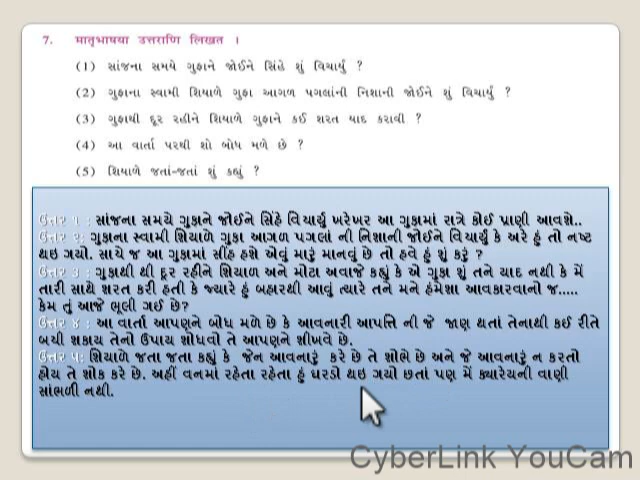 7. मातृभाषया उत्तराणि लिखत ।
(1) સાંજના સમયે ગુફાને જોઈને સિંહે શું વિચાર્યું ?
(2) ગુફાના સ્વામી શિયાળે ગુફા આગળ પગલાંની નિશાની જોઈને શું વિચાર્યું ?
(3) ગુફાથી દૂર રહીને શિયાળે ગુફાને કઈ શરત યાદ કરાવી ?
(4) આ વાર્તા પરથી શો બોધ મળે છે ?
(5) શિયાળે જતાં-જતાં શું કહ્યું ?
ઉત્તર ૧ : સાંજના સમયે ગુફાને જોઈને સિંહે વિચાર્યું ખરેખર આ ગુફામાં રાત્રે કોઈ પ્રાણી આવશે..
ઉત્તર ૨: ગુફાના સ્વામી શિયાળે ગુફા આગળ પગલાં ની નિશાની જોઈને વિચાર્યું કે અરે હું તો નષ્ટ
થઇ ગયો. સાચે જ આ ગુફામાં સીંહ હશે એવું મારું માનવું છે તો હવે હું શું કરૂં ?
ઉત્તર ૩ : ગુફાથી થી દૂર રહીને શિયાળ અને મોટા અવાજે કહ્યું કે એ ગુફા શું તને યાદ નથી કે મેં
તારી સાથે શરત કરી હતી કે જ્યારે હું બહારથી આવું ત્યારે તને મને હંમેશા આવકારવાનો જ.....
કેમ તું આજે ભૂલી ગઈ છે?
ઉત્તર ૪ : આ વાર્તા આપણને બોધ મળે છે કે આવનારી આપત્તિ ની જે જાણ થતાં તેનાથી કઈ રીતે
બચી શકાય તેનો ઉપાય શોધવો તે આપણને શીખવે છે.
ઉત્તર ૫: શિયાળે જતા જતા કહ્યું કે જેન આવનારૂં કરે છે તે શોભે છે અને જે આવનારૂં ન કરતો
હોય તે શોક કરે છે. અહીં વનમાં રહેતા રહેતા હું ઘરડો થઇ ગયો છતાં પણ મેં ક્યારેયની વાણી
સાંભળી નથી.
CyberLink YouCam